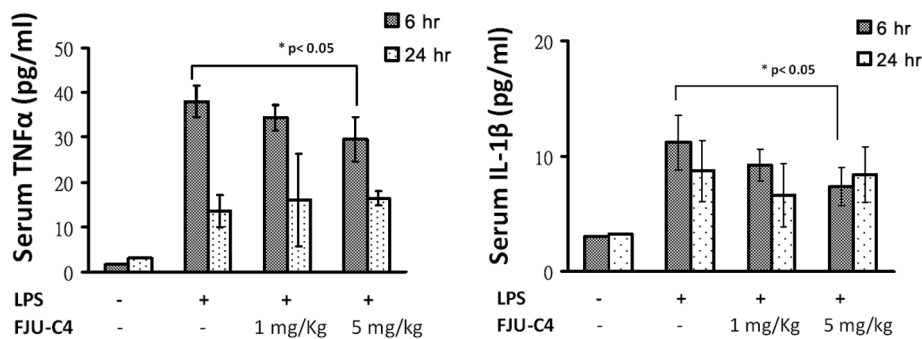 6 hr
24 hr
* p< 0.05
Serum TNFα (pg/ml)
50
40
30
20
10
0
LPS - + + +
FJU-C4 - - 1 mg/Kg 5 mg/kg
6 hr
24 hr
* p< 0.05
Serum IL-1β (pg/ml)
20
10
0
LPS - + + +
FJU-C4 - - 1 mg/Kg 5 mg/kg